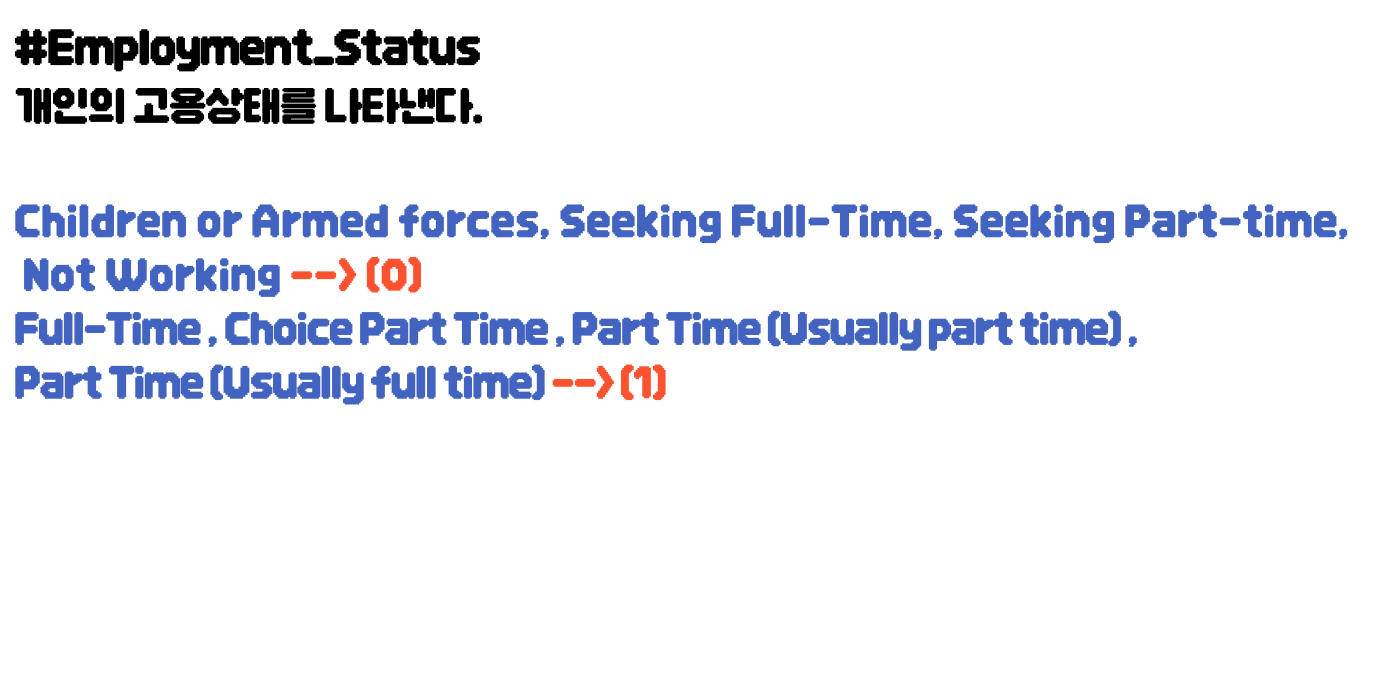 #Employment_Status
개인의 고용상태를 나타낸다.
Children or Armed forces, Seeking Full-Time, Seeking Part-time,
Not Working --> (0)
Full-Time , Choice Part Time , Part Time (Usually part time) ,
Part Time (Usually full time) --> (1)